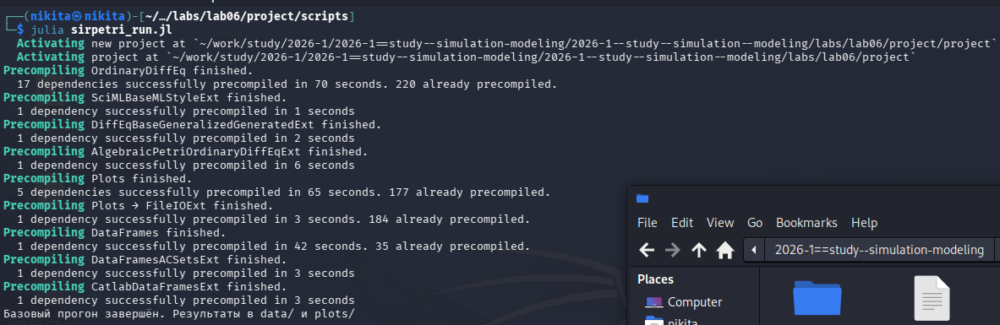 ┌──(nikita㉿nikita)-[~/…/labs/lab06/project/scripts]
└─$ julia sirpetri_run.jl
Activating new project at `~/work/study/2026-1/2026-1==study--simulation-modeling/2026-1--study--simulation--modeling/labs/lab06/project/project`
Activating project at `~/work/study/2026-1/2026-1==study--simulation-modeling/2026-1--study--simulation--modeling/labs/lab06/project`
Precompiling OrdinaryDiffEq finished.
17 dependencies successfully precompiled in 70 seconds. 220 already precompiled.
Precompiling SciMLBaseMLStyleExt finished.
1 dependency successfully precompiled in 1 seconds
Precompiling DiffEqBaseGeneralizedGeneratedExt finished.
1 dependency successfully precompiled in 2 seconds
Precompiling AlgebraicPetriOrdinaryDiffEqExt finished.
1 dependency successfully precompiled in 6 seconds
Precompiling Plots finished.
5 dependencies successfully precompiled in 65 seconds. 177 already precompiled.
Precompiling Plots → FileIOExt finished.
1 dependency successfully precompiled in 3 seconds. 184 already precompiled.
Precompiling DataFrames finished.
1 dependency successfully precompiled in 42 seconds. 35 already precompiled.
Precompiling DataFramesACSetsExt finished.
1 dependency successfully precompiled in 3 seconds
Precompiling CatlabDataFramesExt finished.
1 dependency successfully precompiled in 3 seconds
Базовый прогон завершён. Результаты в data/ и plots/
File Edit View Go Bookmarks Help
2026-1==study--simulation-modeling
Places
Computer
nikita